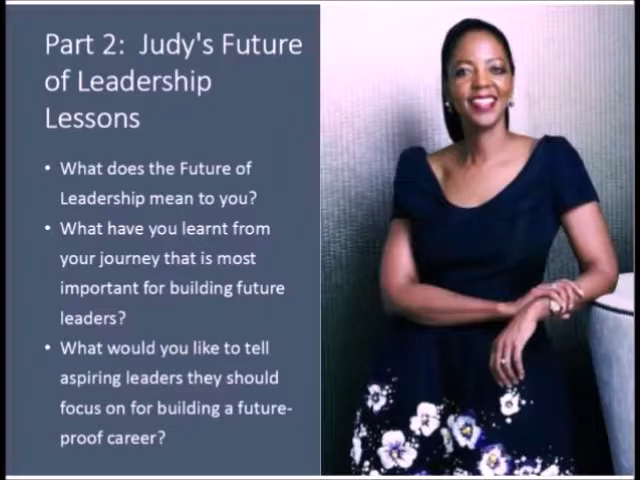 Part 2:  Judy's Future
of Leadership
Lessons
• What does the Future of
Leadership mean to you?
• What have you learnt from
your journey that is most
important for building future
leaders?
• What would you like to tell
aspiring leaders they should
focus on for building a future-
proof career?